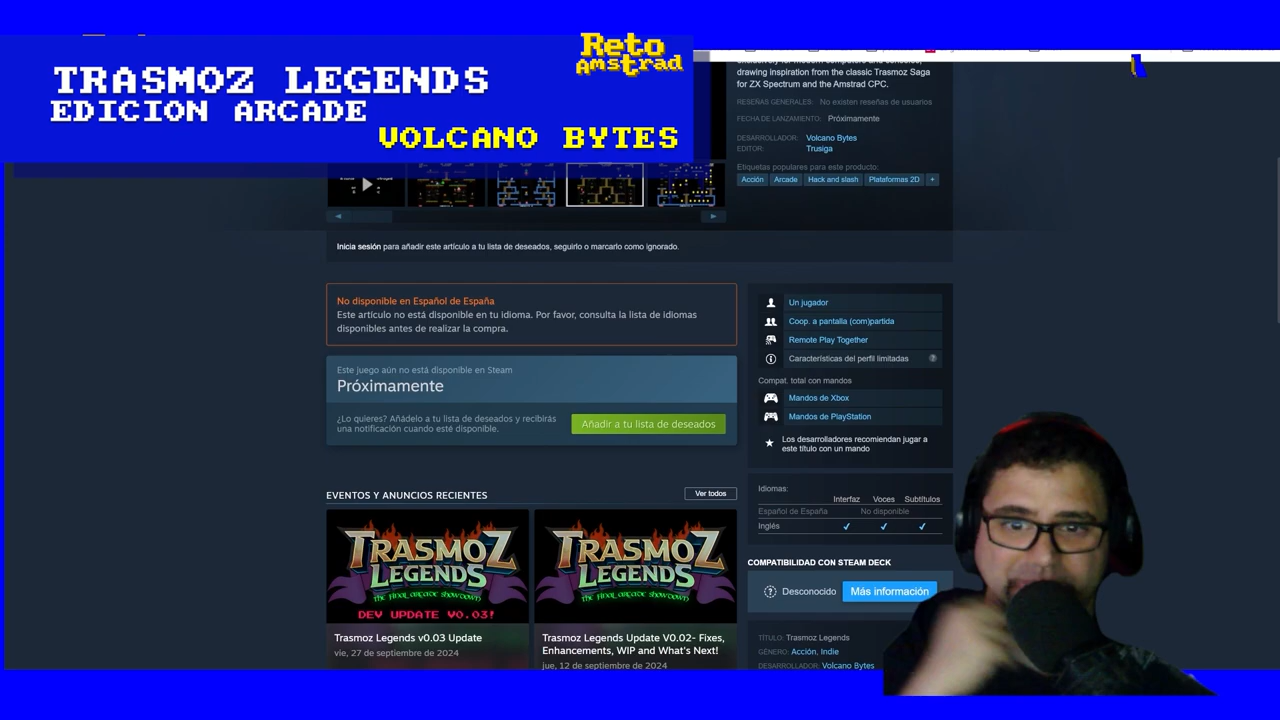 Reto
Amstrad
TRASMOZ LEGENDS
EDICION ARCADE
VOLCANO BYTES
drawing inspiration from the classic Trasmoz Saga
for ZX Spectrum and the Amstrad CPC.
RESEÑAS GENERALES: No existen reseñas de usuarios
FECHA DE LANZAMIENTO: Próximamente
DESARROLLADOR: Volcano Bytes
EDITOR: Trusiga
Etiquetas populares para este producto:
Acción Arcade Hack and slash Plataformas 2D +
Inicia sesión para añadir este artículo a tu lista de deseados, seguirlo o marcarlo como ignorado.
No disponible en Español de España
Este artículo no está disponible en tu idioma. Por favor, consulta la lista de idiomas
disponibles antes de realizar la compra.
Este juego aún no está disponible en Steam
Próximamente
¿Lo quieres? Añádelo a tu lista de deseados y recibirás
una notificación cuando esté disponible.
Añadir a tu lista de deseados
EVENTOS Y ANUNCIOS RECIENTES
Ver todos
TRASMOZ
LEGENDS
THE FINAL ARCADE SHOWDOWN
DEV UPDATE V0.03!
Trasmoz Legends v0.03 Update
vie, 27 de septiembre de 2024
TRASMOZ
LEGENDS
THE FINAL ARCADE SHOWDOWN
Trasmoz Legends Update V0.02- Fixes,
Enhancements, WIP and What's Next!
jue, 12 de septiembre de 2024
Un jugador
Coop. a pantalla (com)partida
Remote Play Together
Características del perfil limitadas ?
Compat. total con mandos
Mandos de Xbox
Mandos de PlayStation
Los desarrolladores recomiendan jugar a
este título con un mando
Idiomas:
Interfaz Voces Subtítulos
Español de España No disponible
Inglés ✔ ✔ ✔
COMPATIBILIDAD CON STEAM DECK
Desconocido Más información
TÍTULO: Trasmoz Legends
GÉNERO: Acción, Indie
DESARROLLADOR: Volcano Bytes